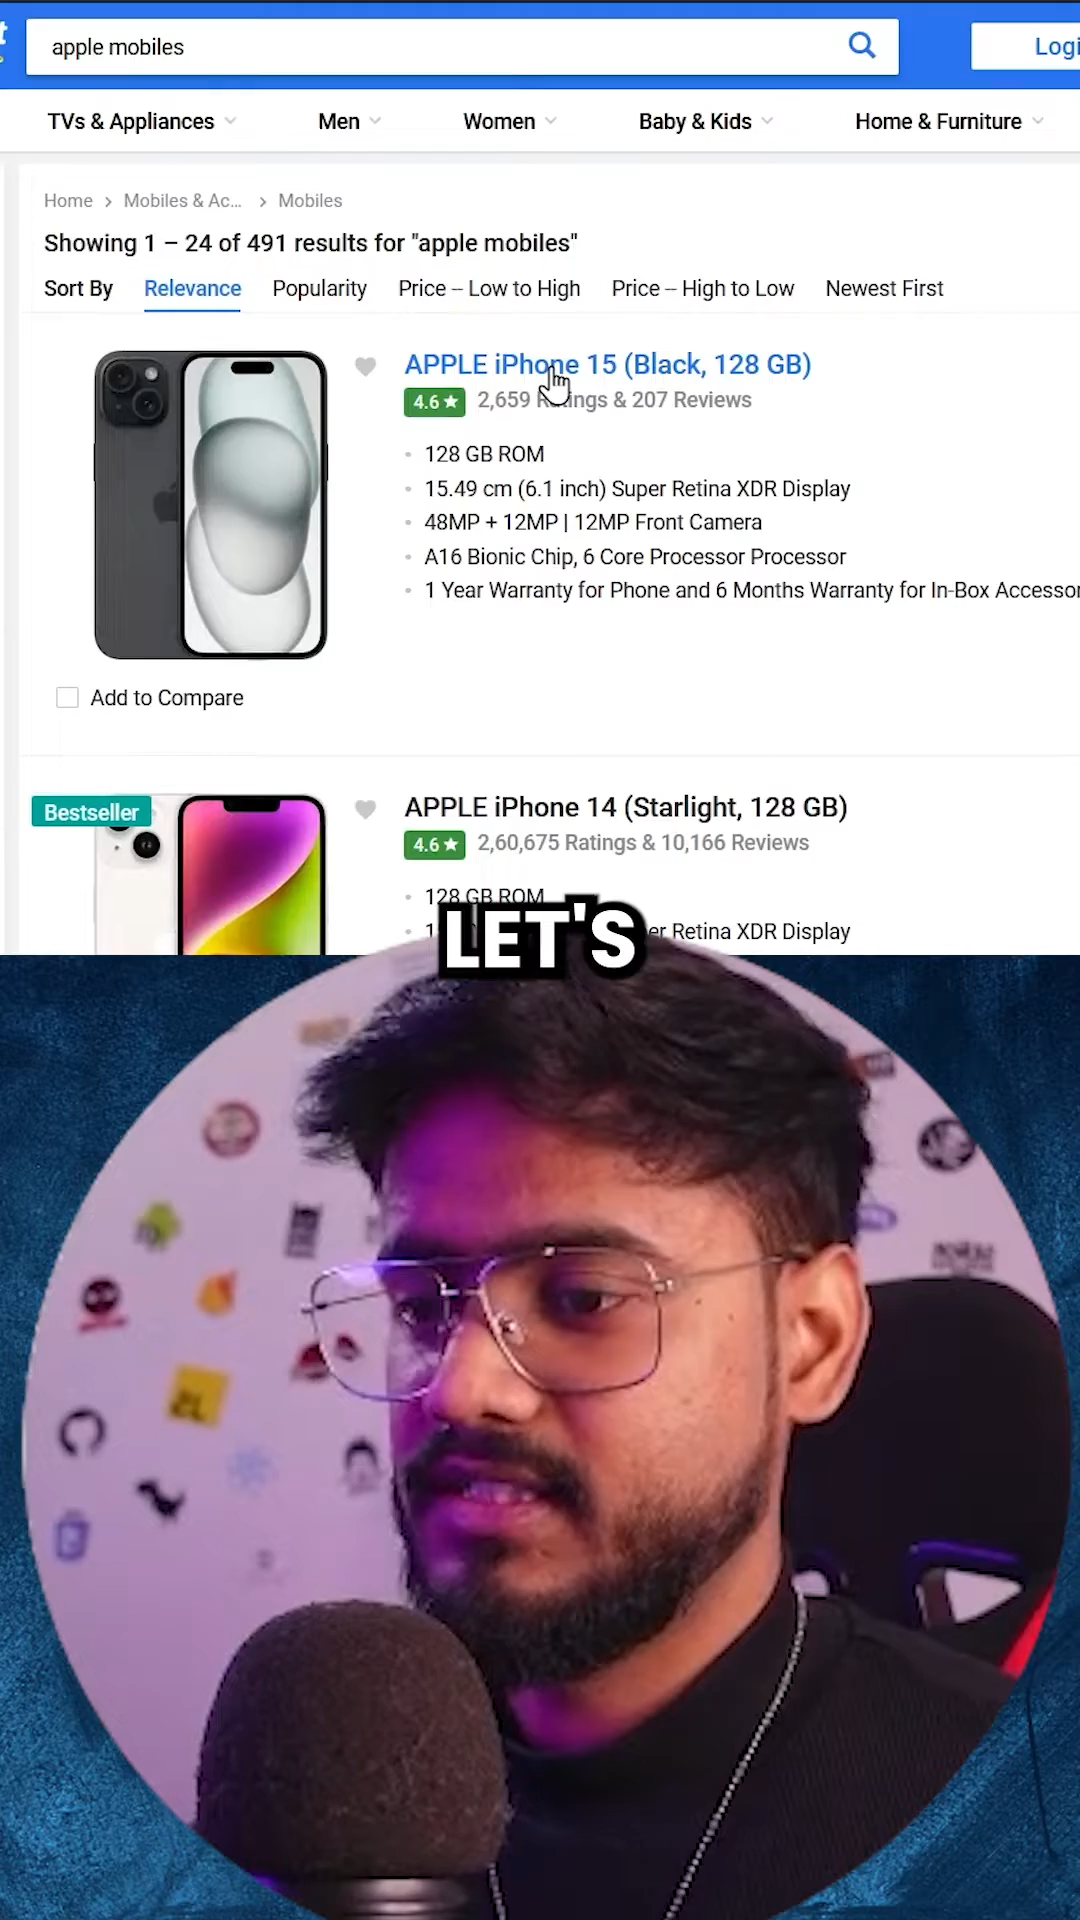 t
apple mobiles
Logi
TVs & Appliances
Men
Women
Baby & Kids
Home & Furniture
Home
Mobiles & Ac...
Mobiles
Showing 1 – 24 of 491 results for "apple mobiles"
Sort By
Relevance
Popularity
Price -- Low to High
Price -- High to Low
Newest First
APPLE iPhone 15 (Black, 128 GB)
4.6★
2,659 R ings & 207 Reviews
128 GB ROM
15.49 cm (6.1 inch) Super Retina XDR Display
48MP + 12MP | 12MP Front Camera
A16 Bionic Chip, 6 Core Processor Processor
1 Year Warranty for Phone and 6 Months Warranty for In-Box Accessor
Add to Compare
Bestseller
APPLE iPhone 14 (Starlight, 128 GB)
4.6★
2,60,675 Ratings & 10,166 Reviews
128 GB ROM
er Retina XDR Display
LET'S